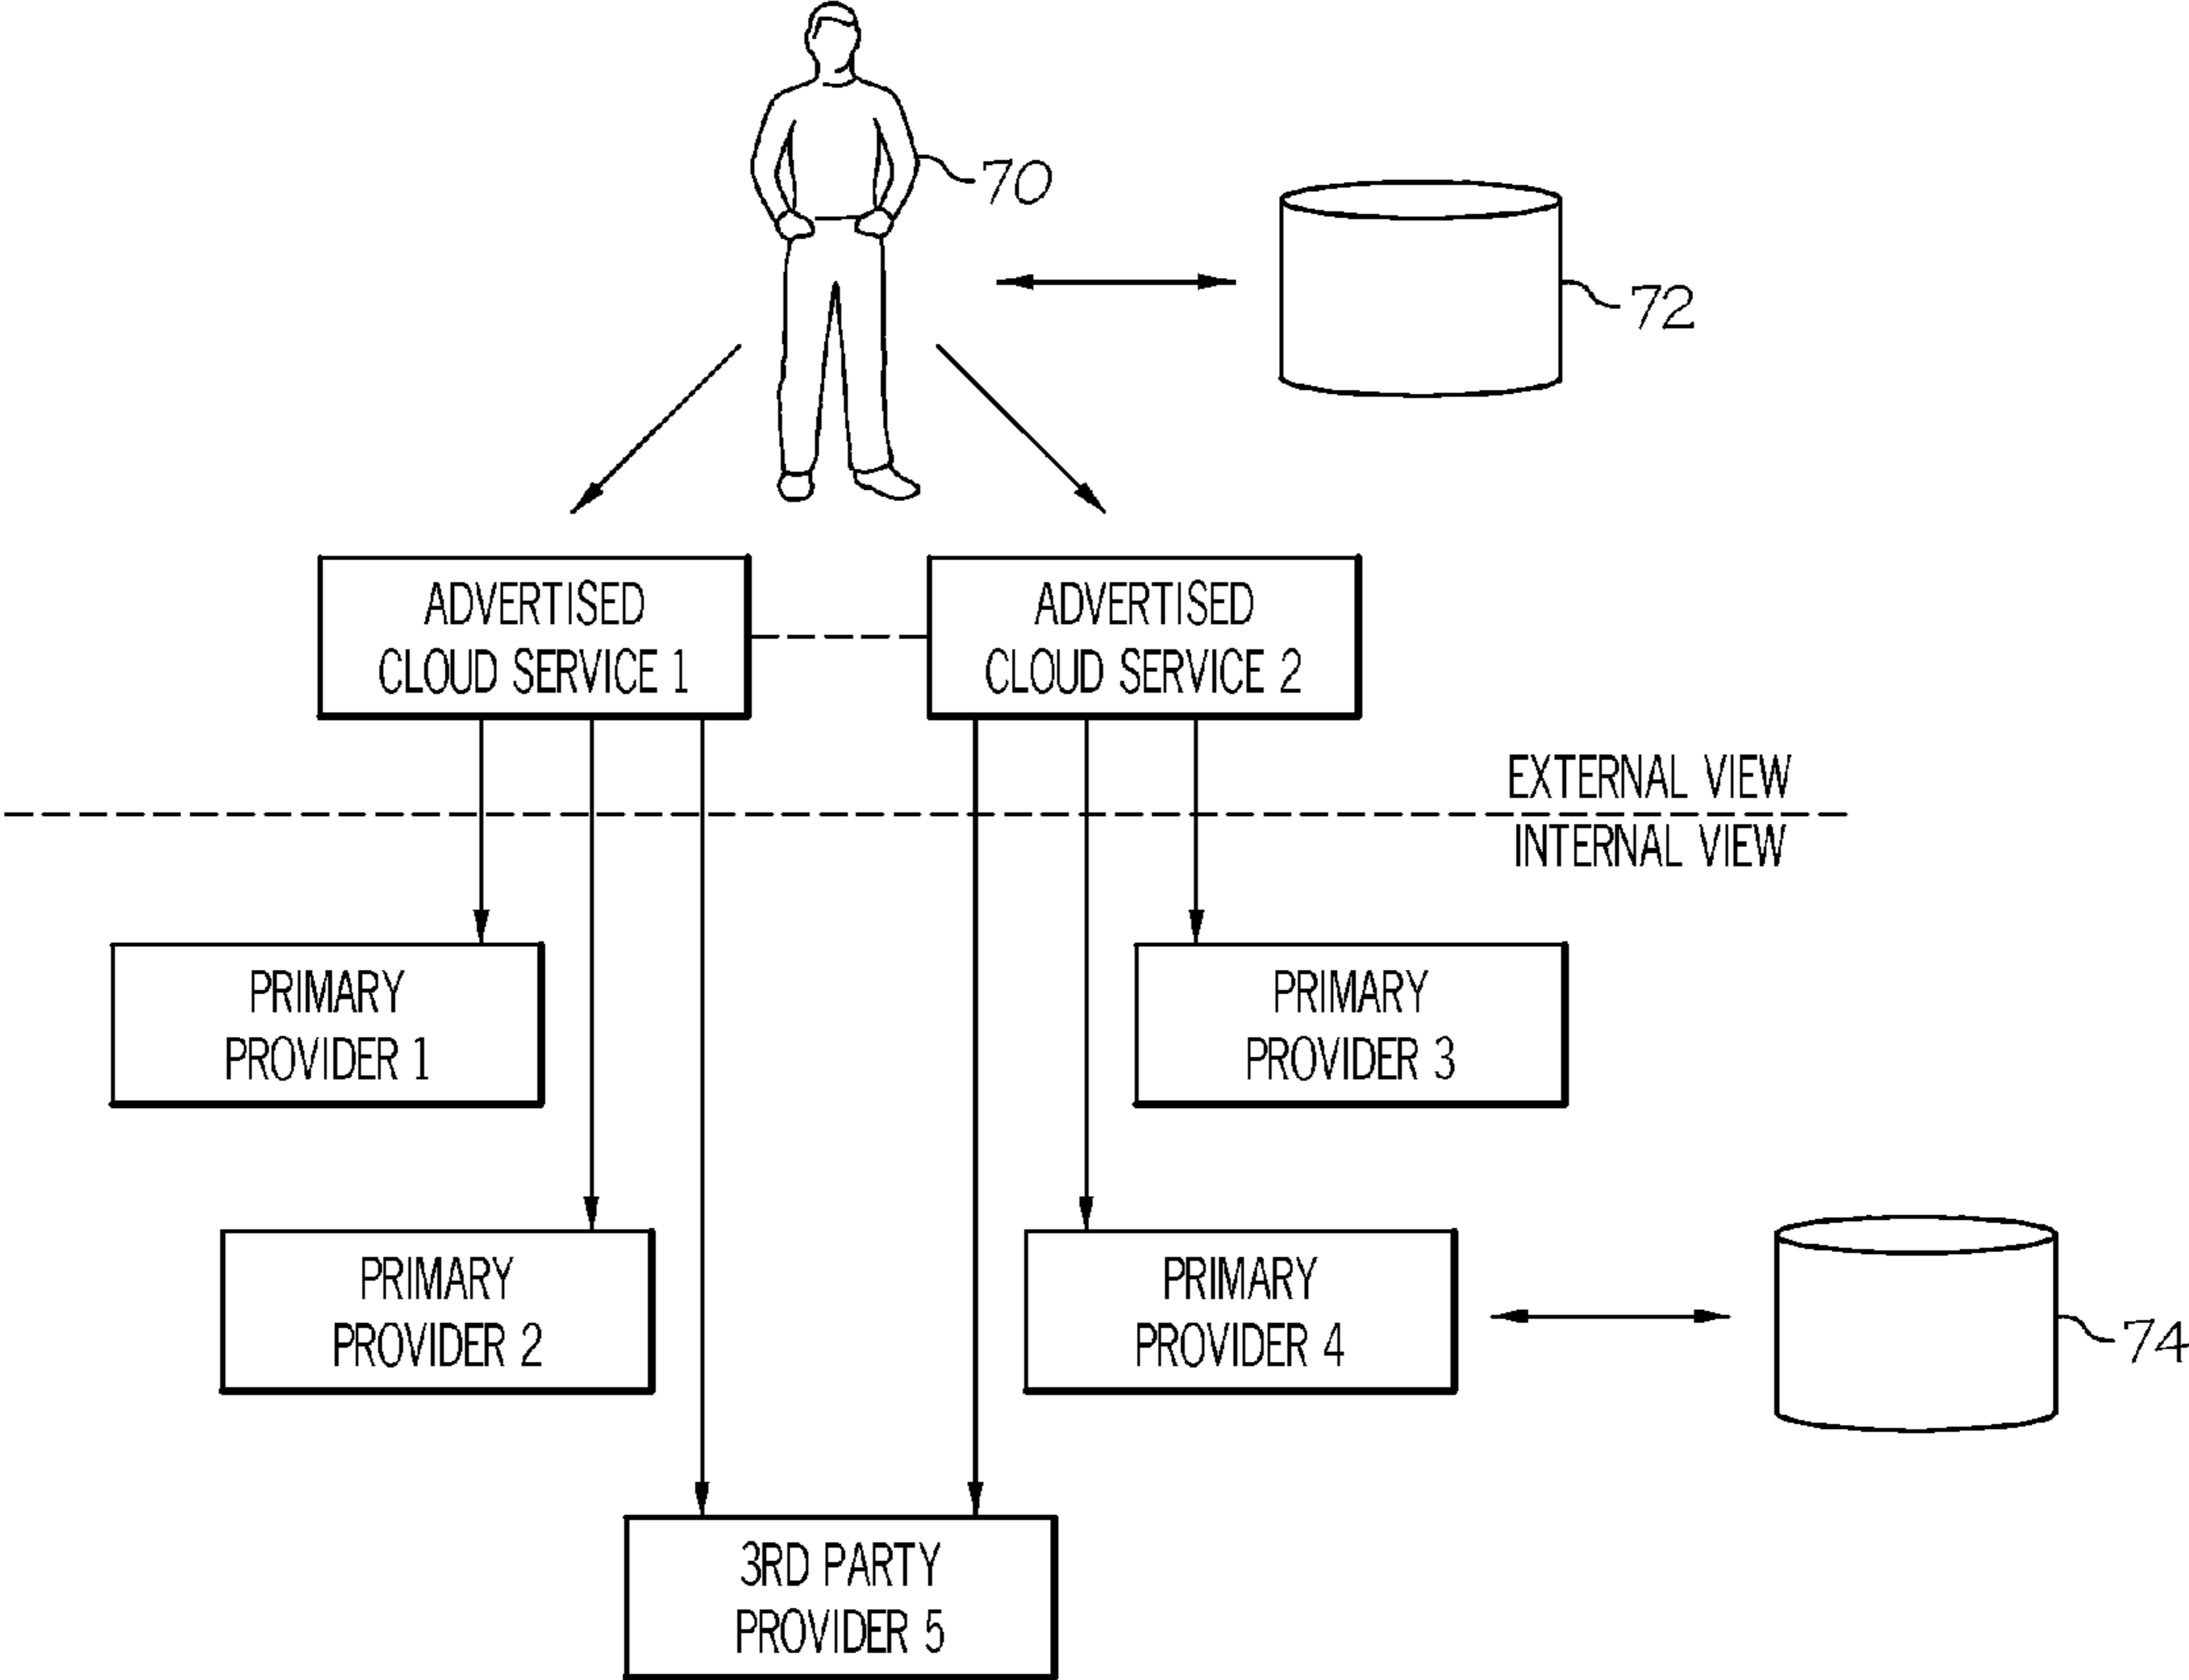 70
72
ADVERTISED
CLOUD SERVICE 1
ADVERTISED
CLOUD SERVICE 2
EXTERNAL VIEW
INTERNAL VIEW
PRIMARY
PROVIDER 1
PRIMARY
PROVIDER 3
PRIMARY
PROVIDER 2
PRIMARY
PROVIDER 4
74
3RD PARTY
PROVIDER 5